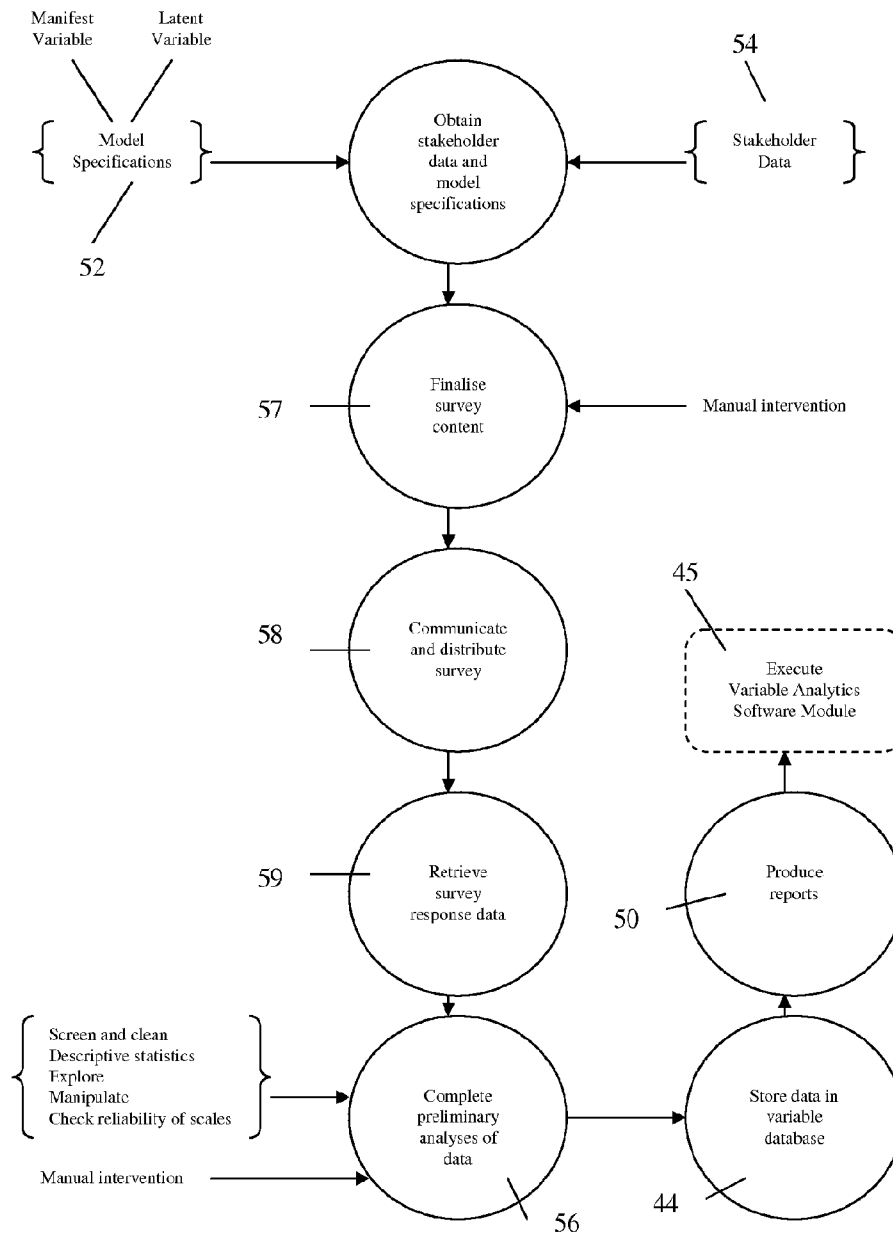 Manifest
Variable
Latent
Variable
54
Model
Specifications
Obtain
stakeholder
data and
model
specifications
Stakeholder
Data
52
57
Finalise
survey
content
Manual intervention
45
58
Communicate
and distribute
survey
Execute
Variable Analytics
Software Module
59
Retrieve
survey
response data
Produce
reports
50
Screen and clean
Descriptive statistics
Explore
Manipulate
Check reliability of scales
Complete
preliminary
analyses of
data
Store data in
variable
database
Manual intervention
56
44